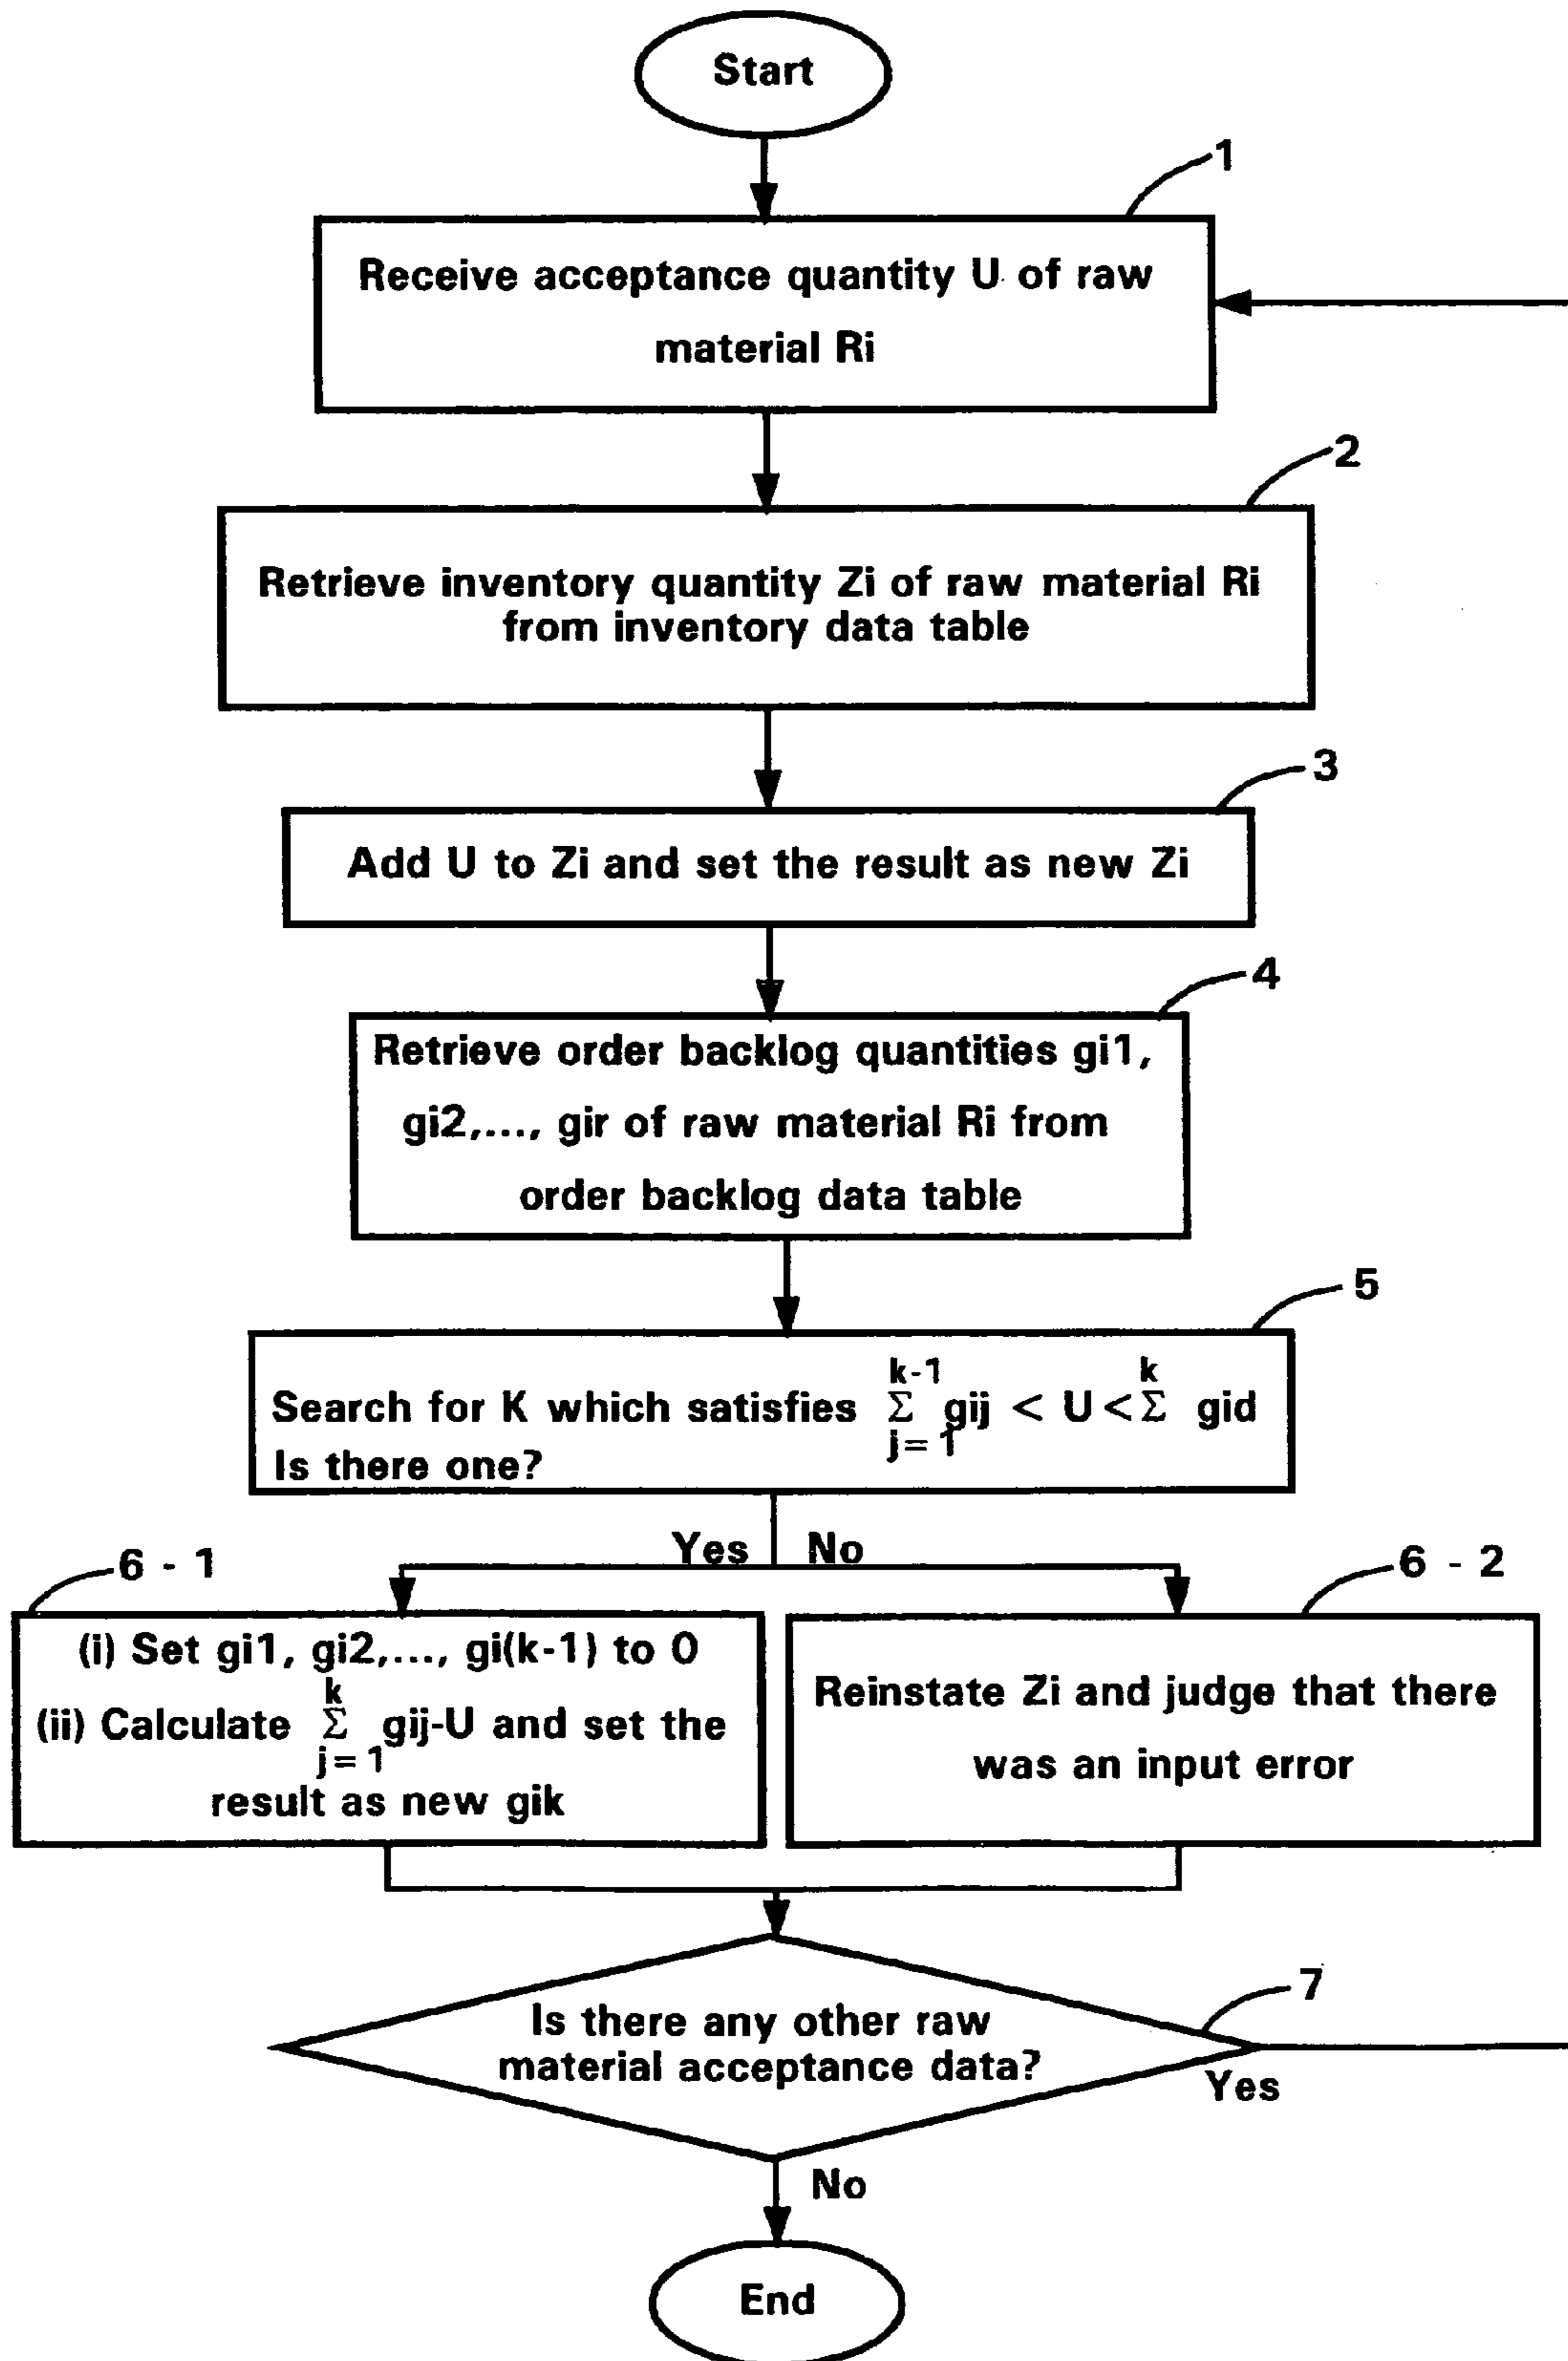 Start
1
Receive acceptance quantity U of raw
material Ri
2
Retrieve inventory quantity Zi of raw material Ri
from inventory data table
3
Add U to Zi and set the result as new Zi
4
Retrieve order backlog quantities gi1,
gi2,..., gir of raw material Ri from
order backlog data table
5
k-1 k
Search for K which satisfies Σ gij < U < Σ gid
j=1
Is there one?
Yes No
6 - 1
(i) Set gi1, gi2,..., gi(k-1) to 0
k
(ii) Calculate Σ gij-U and set the
j=1
result as new gik
6 - 2
Reinstate Zi and judge that there
was an input error
7
Is there any other raw
material acceptance data?
Yes
No
End